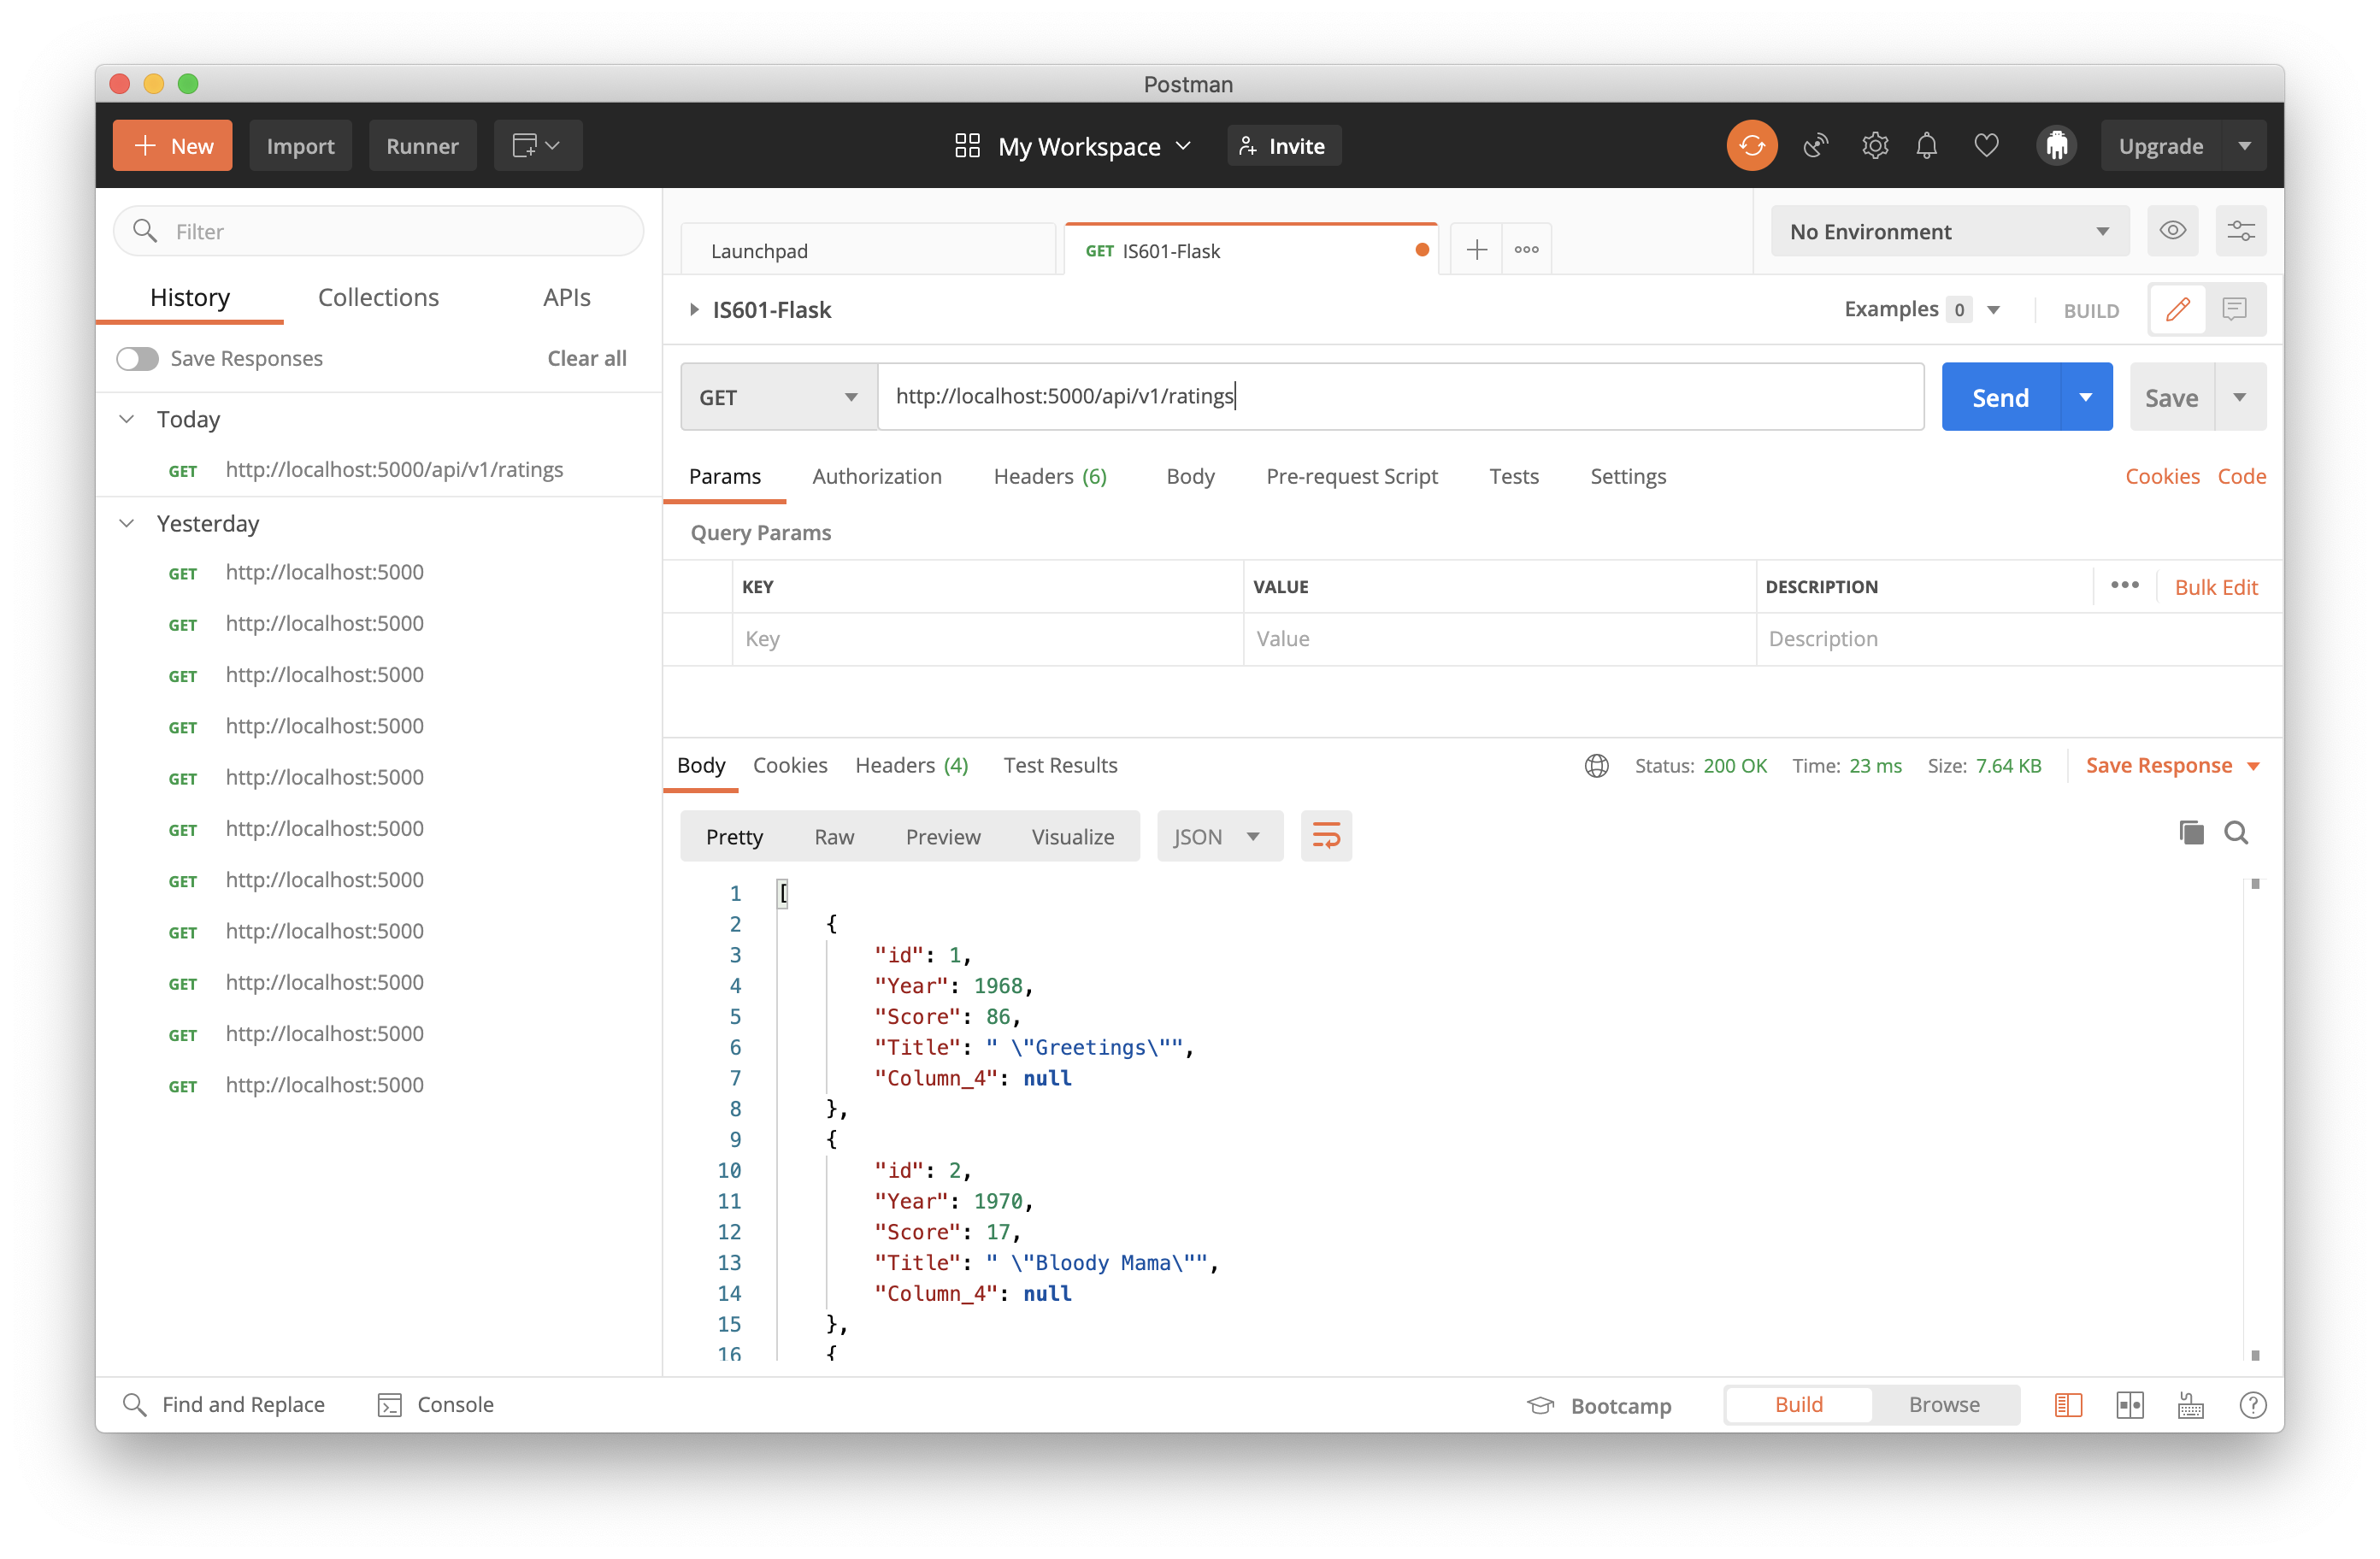 Postman
New Import Runner My Workspace Invite Upgrade
Filter
History Collections APIs
Save Responses Clear all
Today
GET http://localhost:5000/api/v1/ratings
Yesterday
GET http://localhost:5000
GET http://localhost:5000
GET http://localhost:5000
GET http://localhost:5000
GET http://localhost:5000
GET http://localhost:5000
GET http://localhost:5000
GET http://localhost:5000
GET http://localhost:5000
GET http://localhost:5000
GET http://localhost:5000
Launchpad GET IS601-Flask No Environment
IS601-Flask Examples 0 BUILD
GET http://localhost:5000/api/v1/ratings Send Save
Params Authorization Headers (6) Body Pre-request Script Tests Settings Cookies Code
Query Params
KEY VALUE DESCRIPTION Bulk Edit
Key Value Description
Body Cookies Headers (4) Test Results Status: 200 OK Time: 23 ms Size: 7.64 KB Save Response
Pretty Raw Preview Visualize JSON
1 [
2 {
3 "id": 1,
4 "Year": 1968,
5 "Score": 86,
6 "Title": " \"Greetings\"",
7 "Column_4": null
8 },
9 {
10 "id": 2,
11 "Year": 1970,
12 "Score": 17,
13 "Title": " \"Bloody Mama\"",
14 "Column_4": null
15 },
16 {
Find and Replace Console Bootcamp Build Browse